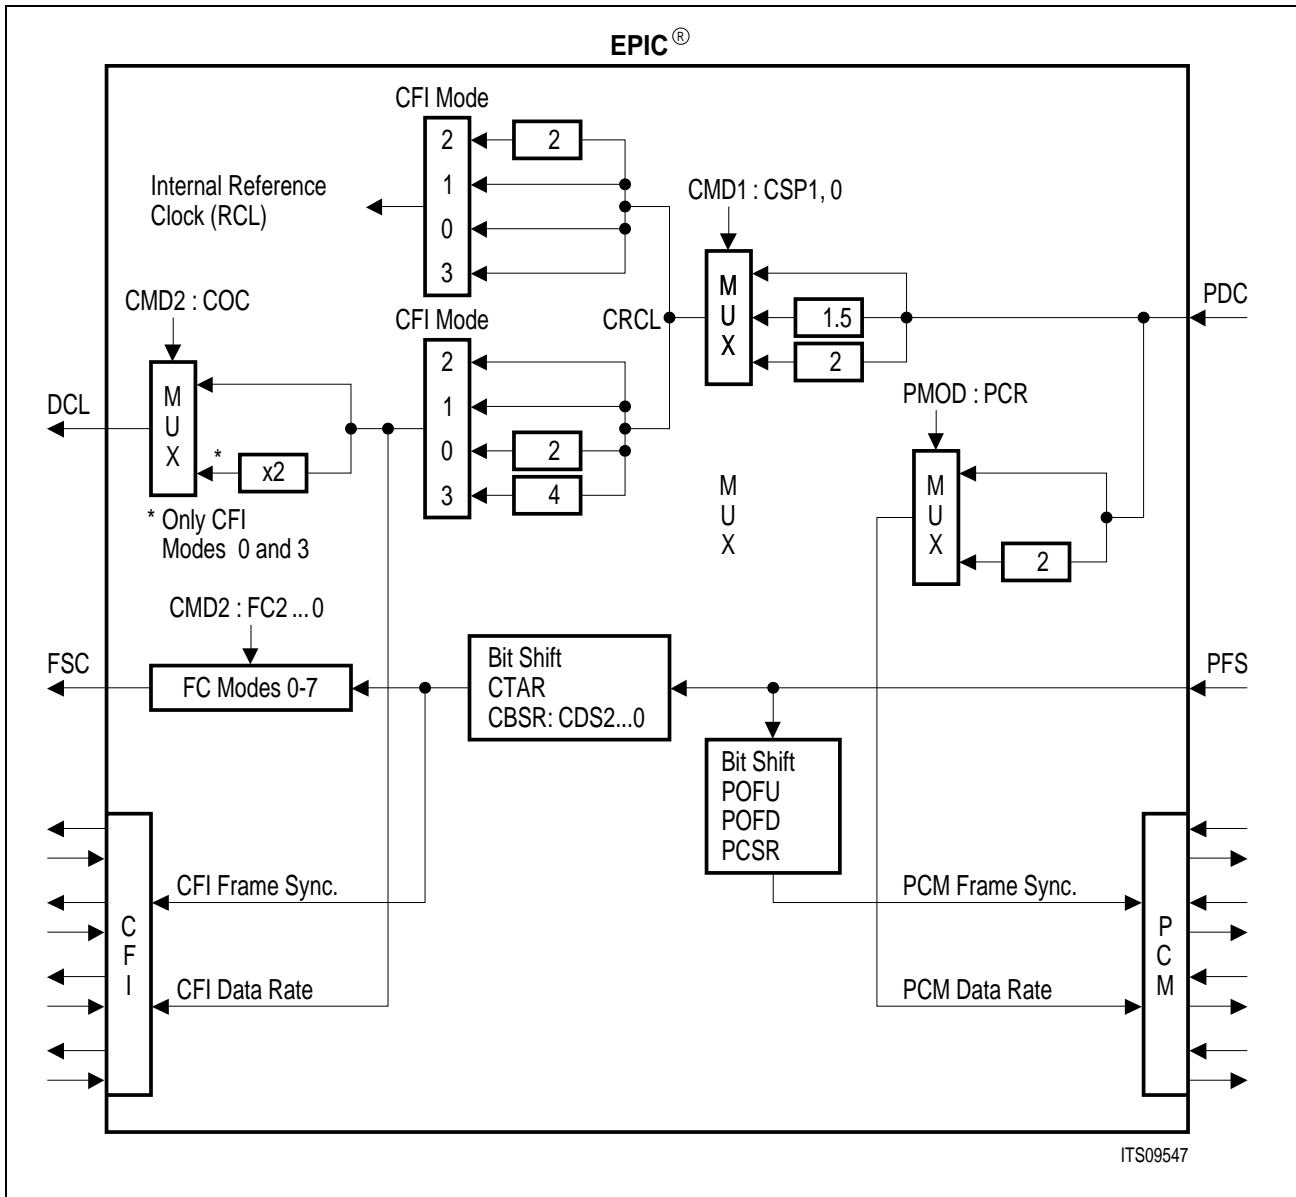 EPIC ®
CFI Mode
2 2
1
0
3
Internal Reference
Clock (RCL)
CMD1 : CSP1, 0
M
U
X
1.5
2
PDC
CMD2 : COC
M
U
X
DCL
*
x2
* Only CFI
Modes 0 and 3
CFI Mode
2
1
0 2
3 4
CRCL
PMOD : PCR
M
U
X
2
M
U
X
CMD2 : FC2 ... 0
FSC
FC Modes 0-7
Bit Shift
CTAR
CBSR: CDS2...0
PFS
Bit Shift
POFU
POFD
PCSR
C
F
I
CFI Frame Sync.
CFI Data Rate
PCM Frame Sync.
PCM Data Rate
P
C
M
ITS09547